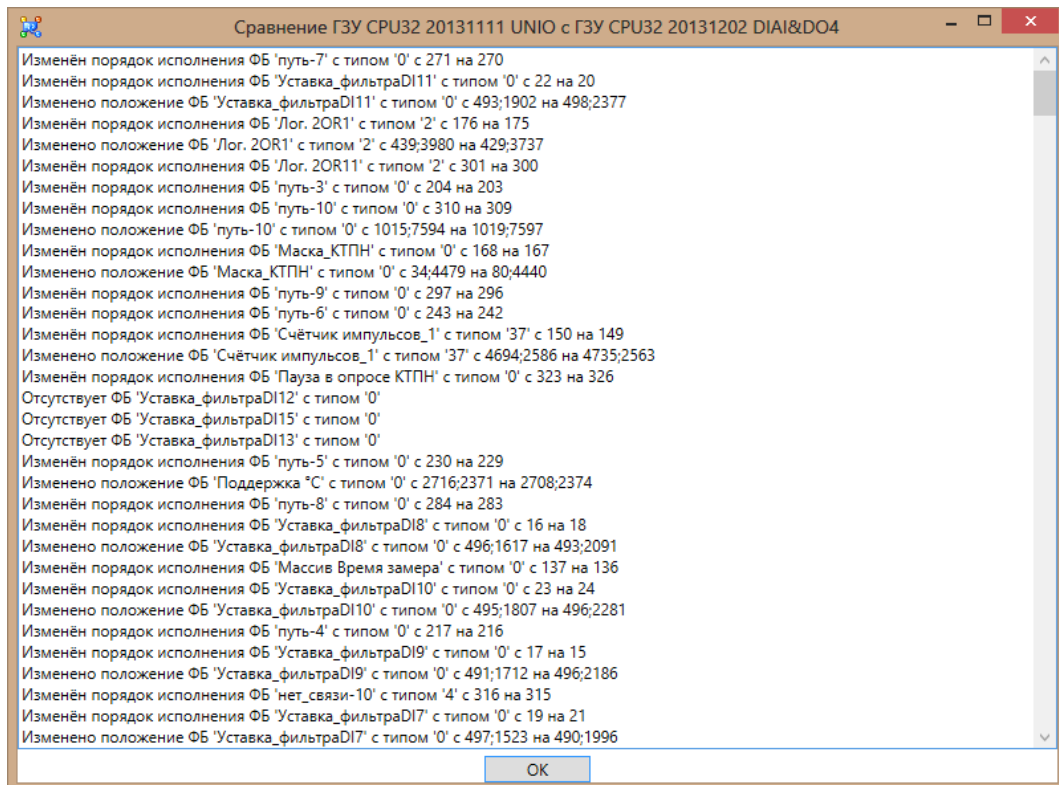 Сравнение ГЗУ CPU32 20131111 UNIO с ГЗУ CPU32 20131202 DIAI&DO4
Изменён порядок исполнения ФБ 'путь-7' с типом '0' с 271 на 270
Изменён порядок исполнения ФБ 'Уставка_фильтраDI11' с типом '0' с 22 на 20
Изменено положение ФБ 'Уставка_фильтраDI11' с типом '0' с 493;1902 на 498;2377
Изменён порядок исполнения ФБ 'Лог. 2OR1' с типом '2' с 176 на 175
Изменено положение ФБ 'Лог. 2OR1' с типом '2' с 439;3980 на 429;3737
Изменён порядок исполнения ФБ 'Лог. 2OR11' с типом '2' с 301 на 300
Изменён порядок исполнения ФБ 'путь-3' с типом '0' с 204 на 203
Изменён порядок исполнения ФБ 'путь-10' с типом '0' с 310 на 309
Изменено положение ФБ 'путь-10' с типом '0' с 1015;7594 на 1019;7597
Изменён порядок исполнения ФБ 'Маска_КТПН' с типом '0' с 168 на 167
Изменено положение ФБ 'Маска_КТПН' с типом '0' с 34;4479 на 80;4440
Изменён порядок исполнения ФБ 'путь-9' с типом '0' с 297 на 296
Изменён порядок исполнения ФБ 'путь-6' с типом '0' с 243 на 242
Изменён порядок исполнения ФБ 'Счётчик импульсов_1' с типом '37' с 150 на 149
Изменено положение ФБ 'Счётчик импульсов_1' с типом '37' с 4694;2586 на 4735;2563
Изменён порядок исполнения ФБ 'Пауза в опросе КТПН' с типом '0' с 323 на 326
Отсутствует ФБ 'Уставка_фильтраDI12' с типом '0'
Отсутствует ФБ 'Уставка_фильтраDI15' с типом '0'
Отсутствует ФБ 'Уставка_фильтраDI13' с типом '0'
Изменён порядок исполнения ФБ 'путь-5' с типом '0' с 230 на 229
Изменено положение ФБ 'Поддержка °C' с типом '0' с 2716;2371 на 2708;2374
Изменён порядок исполнения ФБ 'путь-8' с типом '0' с 284 на 283
Изменён порядок исполнения ФБ 'Уставка_фильтраDI8' с типом '0' с 16 на 18
Изменено положение ФБ 'Уставка_фильтраDI8' с типом '0' с 496;1617 на 493;2091
Изменён порядок исполнения ФБ 'Массив Время замера' с типом '0' с 137 на 136
Изменён порядок исполнения ФБ 'Уставка_фильтраDI10' с типом '0' с 23 на 24
Изменено положение ФБ 'Уставка_фильтраDI10' с типом '0' с 495;1807 на 496;2281
Изменён порядок исполнения ФБ 'путь-4' с типом '0' с 217 на 216
Изменён порядок исполнения ФБ 'Уставка_фильтраDI9' с типом '0' с 17 на 15
Изменено положение ФБ 'Уставка_фильтраDI9' с типом '0' с 491;1712 на 496;2186
Изменён порядок исполнения ФБ 'нет_связи-10' с типом '4' с 316 на 315
Изменён порядок исполнения ФБ 'Уставка_фильтраDI7' с типом '0' с 19 на 21
Изменено положение ФБ 'Уставка_фильтраDI7' с типом '0' с 497;1523 на 490;1996
OK